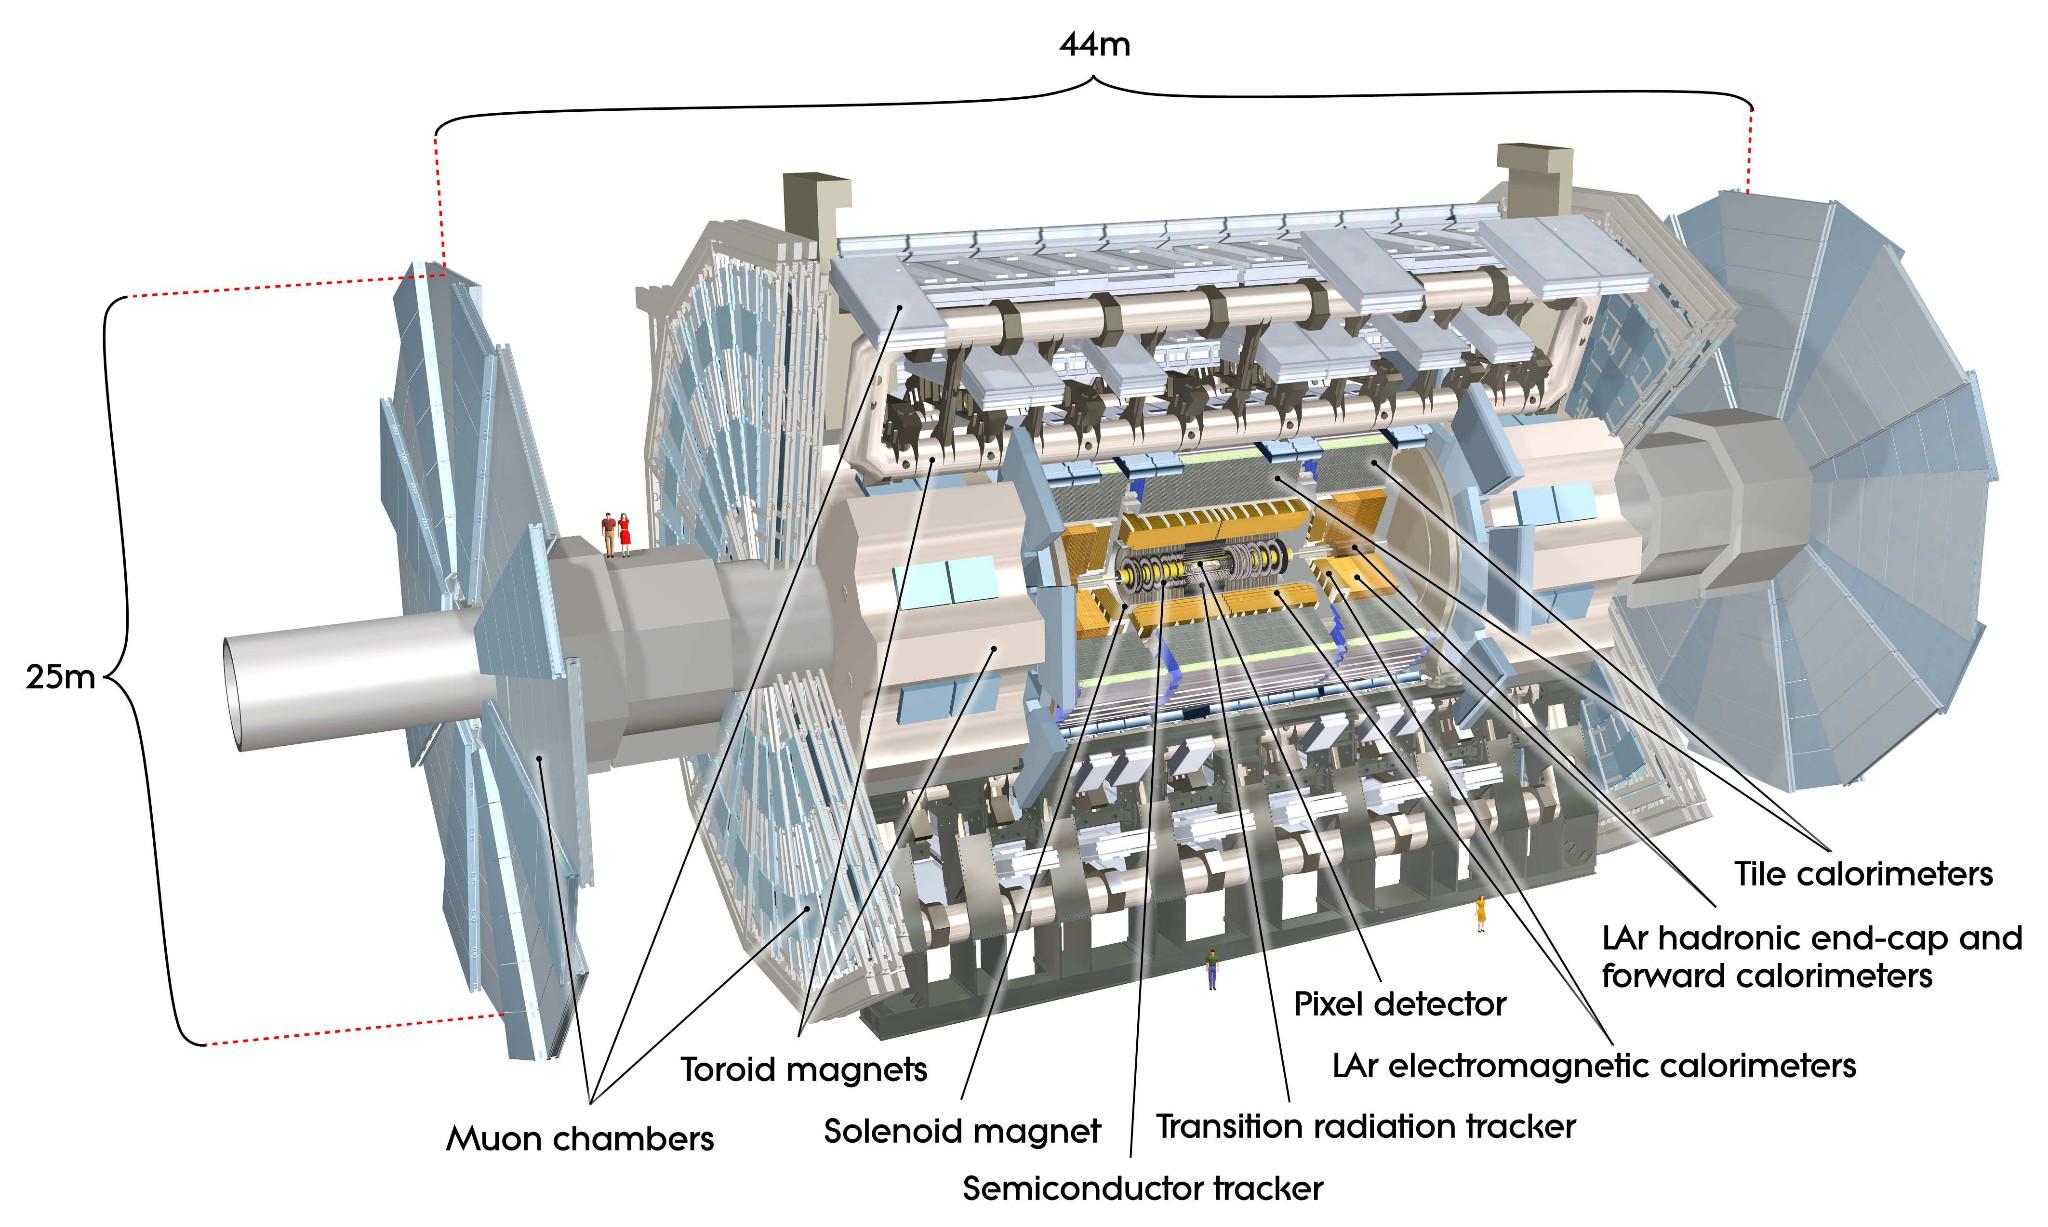 44m
25m
Tile calorimeters
LAr hadronic end-cap and
forward calorimeters
Pixel detector
LAr electromagnetic calorimeters
Toroid magnets
Muon chambers
Solenoid magnet
Transition radiation tracker
Semiconductor tracker